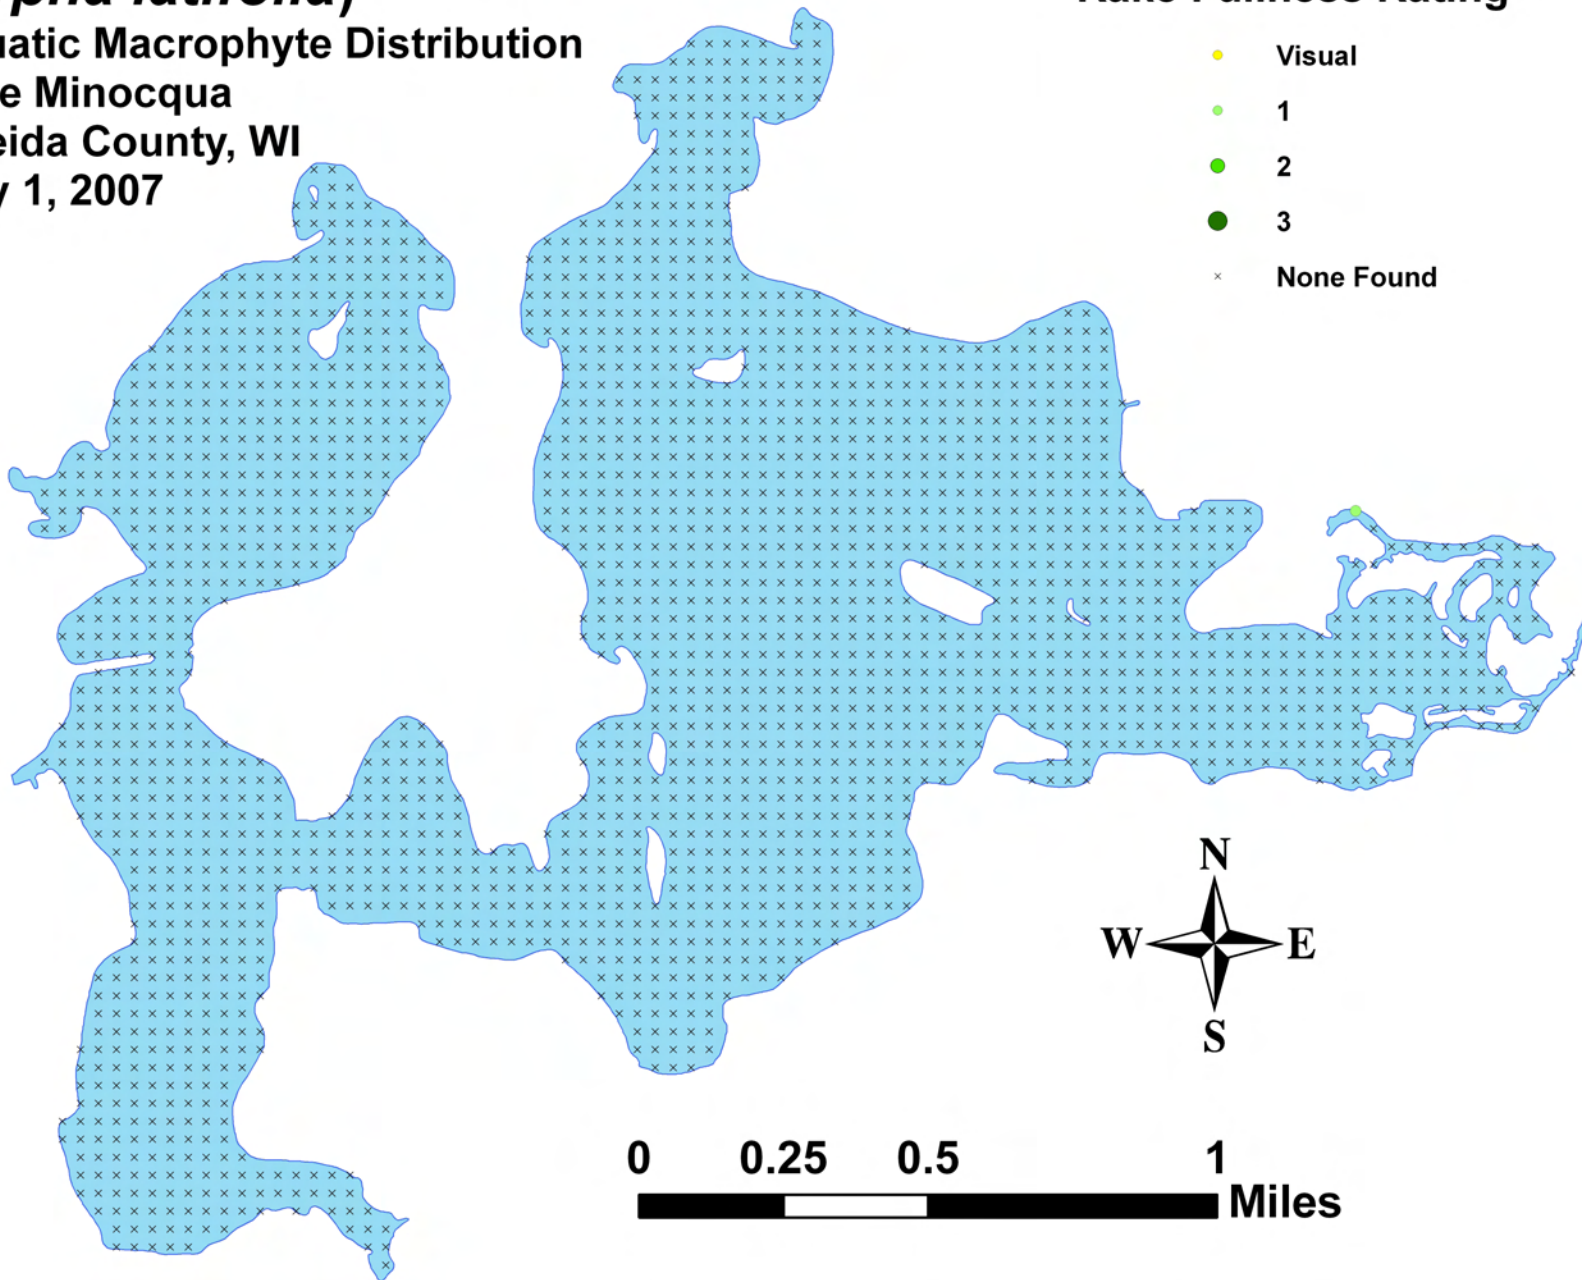 uatic Macrophyte Distribution
e Minocqua
eida County, WI
y 1, 2007
Visual
1
2
3
None Found
N
W E
S
0 0.25 0.5 1
Miles